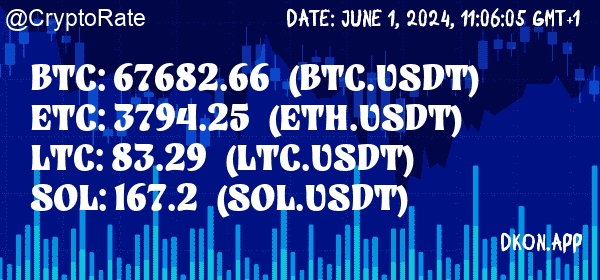 @CryptoRate
DATE: JUNE 1, 2024, 11:06:05 GMT+1
BTC: 67682.66 (BTC.USDT)
ETC: 3794.25 (ETH.USDT)
LTC: 83.29 (LTC.USDT)
SOL: 167.2 (SOL.USDT)
DKON.APP